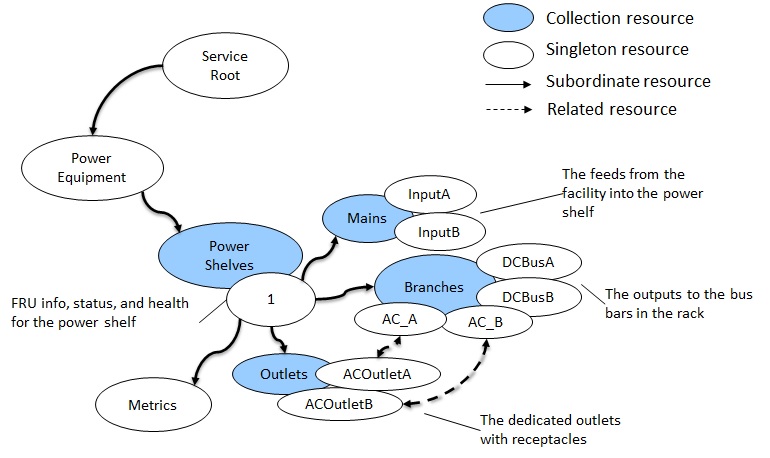 Collection resource
Singleton resource
Subordinate resource
Related resource
Service
Root
Power
Equipment
Power
Shelves
1
FRU info, status, and health
for the power shelf
Mains
InputA
InputB
The feeds from the
facility into the power
shelf
Branches
DCBusA
DCBusB
AC_A
AC_B
The outputs to the bus
bars in the rack
Outlets
ACOutletA
ACOutletB
Metrics
The dedicated outlets
with receptacles